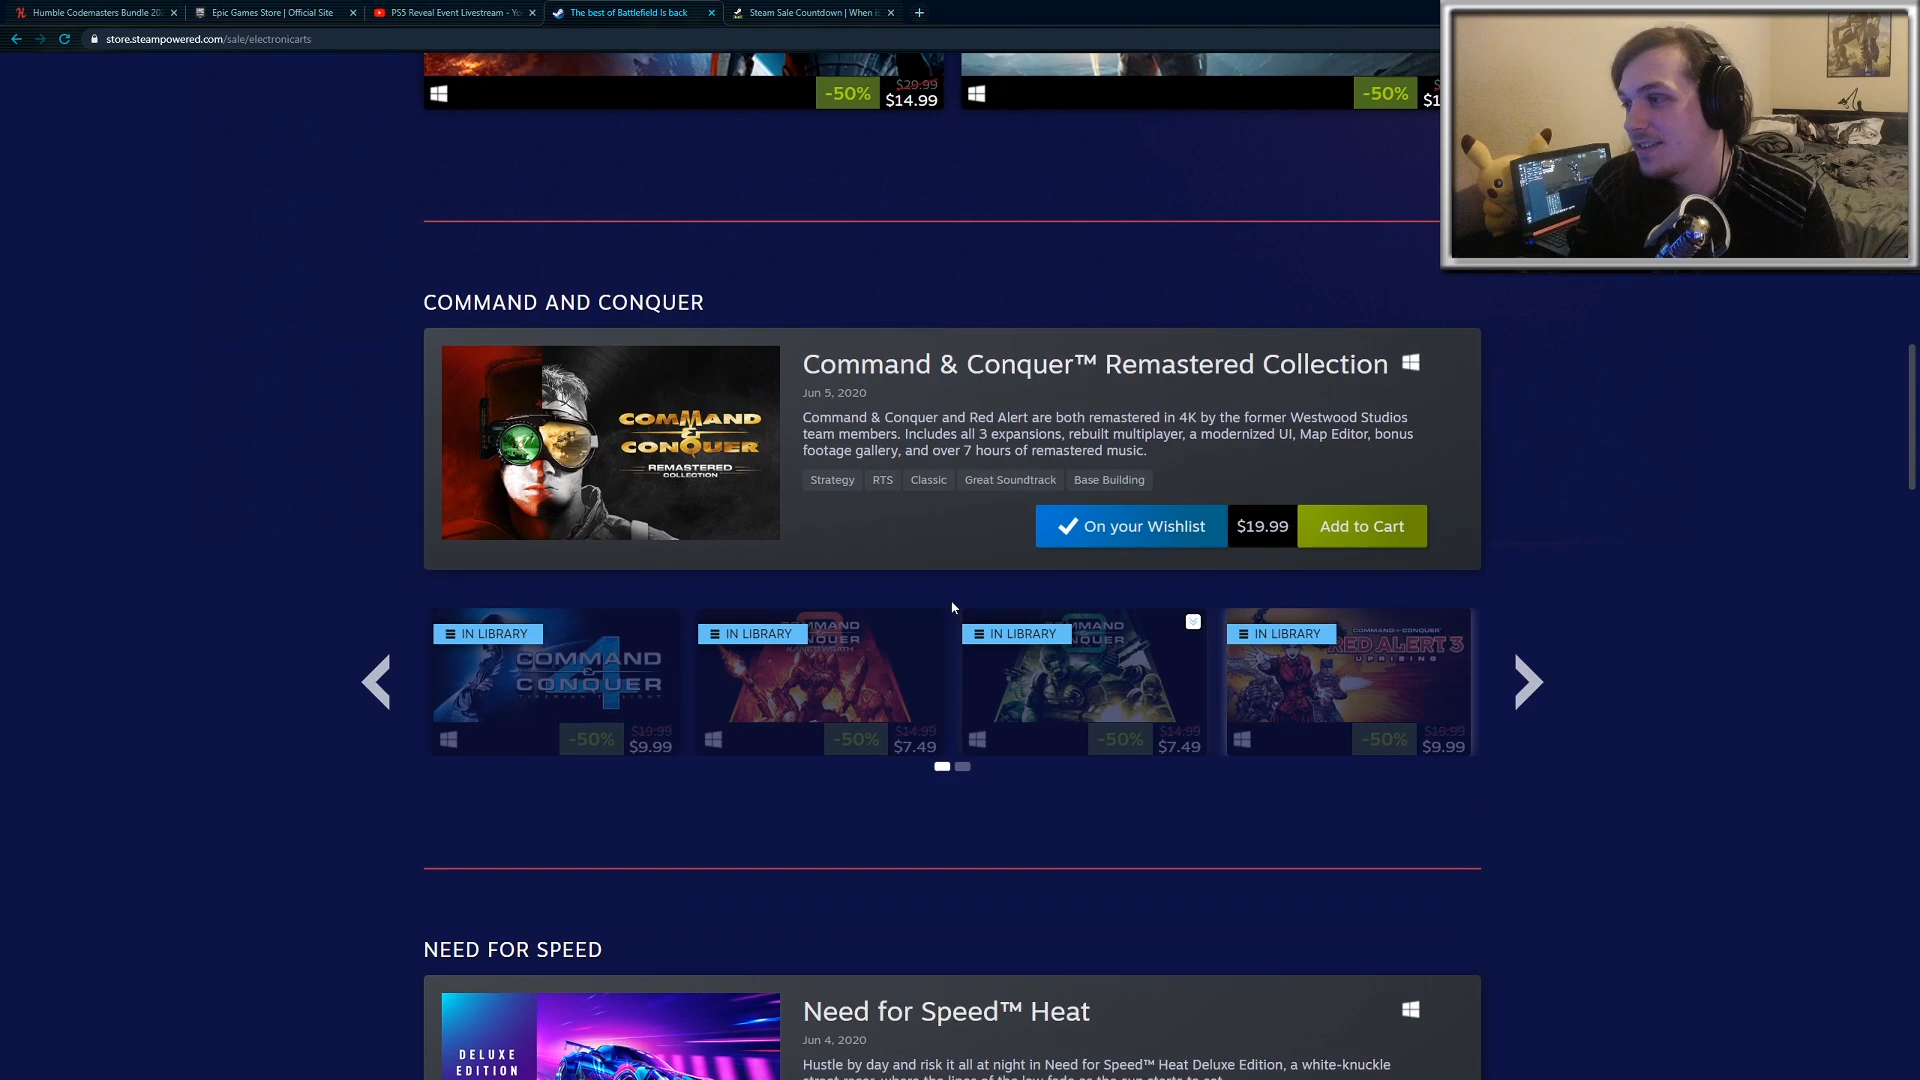 Humble Codemasters Bundle 20
Epic Games Store | Official Site
PS5 Reveal Event Livestream - Yo
The best of Battlefield Is back
Steam Sale Countdown | When i
store.steampowered.com/sale/electronicarts
-50%
$29.99
$14.99
-50%
COMMAND AND CONQUER
COMMAND
&
CONQUER
REMASTERED
COLLECTION
Command & Conquer™ Remastered Collection
Jun 5, 2020
Command & Conquer and Red Alert are both remastered in 4K by the former Westwood Studios
team members. Includes all 3 expansions, rebuilt multiplayer, a modernized UI, Map Editor, bonus
footage gallery, and over 7 hours of remastered music.
Strategy RTS Classic Great Soundtrack Base Building
On your Wishlist $19.99 Add to Cart
IN LIBRARY
COMMAND
& 4
CONQUER
-50%
$19.99
$9.99
IN LIBRARY
CONQUER
-50%
$14.99
$7.49
IN LIBRARY
-50%
$14.99
$7.49
IN LIBRARY
COMMAND & CONQUER
RED ALERT 3
UPRISING
-50%
$19.99
$9.99
NEED FOR SPEED
DELUXE
EDITION
Need for Speed™ Heat
Jun 4, 2020
Hustle by day and risk it all at night in Need for Speed™ Heat Deluxe Edition, a white-knuckle